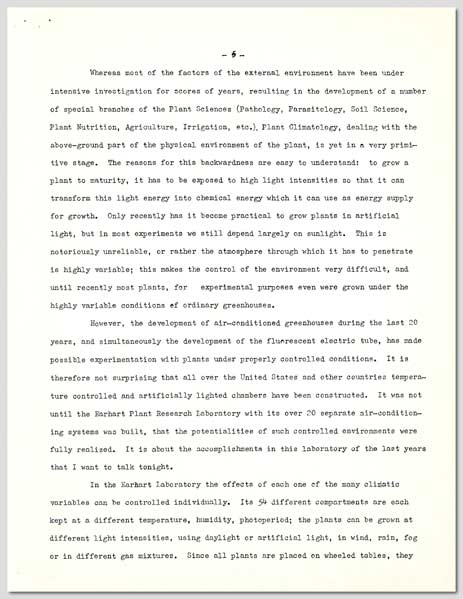 - 5 -
Whereas most of the factors of the external environment have been under
intensive investigation for scores of years, resulting in the development of a number
of special branches of the Plant Sciences (Pathology, Parasitology, Soil Science,
Plant Nutrition, Agriculture, Irrigation, etc.), Plant Climatology, dealing with the
above-ground part of the physical environment of the plant, is yet in a very primi-
tive stage. The reasons for this backwardness are easy to understand: to grow a
plant to maturity, it has to be exposed to high light intensities so that it can
transform this light energy into chemical energy which it can use as energy supply
for growth. Only recently has it become practical to grow plants in artificial
light, but in most experiments we still depend largely on sunlight. This is
notoriously unreliable, or rather the atmosphere through which it has to penetrate
is highly variable; this makes the control of the environment very difficult, and
until recently most plants, for experimental purposes even were grown under the
highly variable conditions of ordinary greenhouses.
However, the development of air-conditioned greenhouses during the last 20
years, and simultaneously the development of the fluorescent electric tube, has made
possible experimentation with plants under properly controlled conditions. It is
therefore not surprising that all over the United States and other countries tempera-
ture controlled and artificially lighted chambers have been constructed. It was not
until the Earhart Plant Research Laboratory with its over 20 separate air-condition-
ing systems was built, that the potentialities of such controlled environments were
fully realized. It is about the accomplishments in this laboratory of the last years
that I want to talk tonight.
In the Earhart Laboratory the effects of each one of the many climatic
variables can be controlled individually. Its 54 different compartments are each
kept at a different temperature, humidity, photoperiod; the plants can be grown at
different light intensities, using daylight or artificial light, in wind, rain, fog
or in different gas mixtures. Since all plants are placed on wheeled tables, they